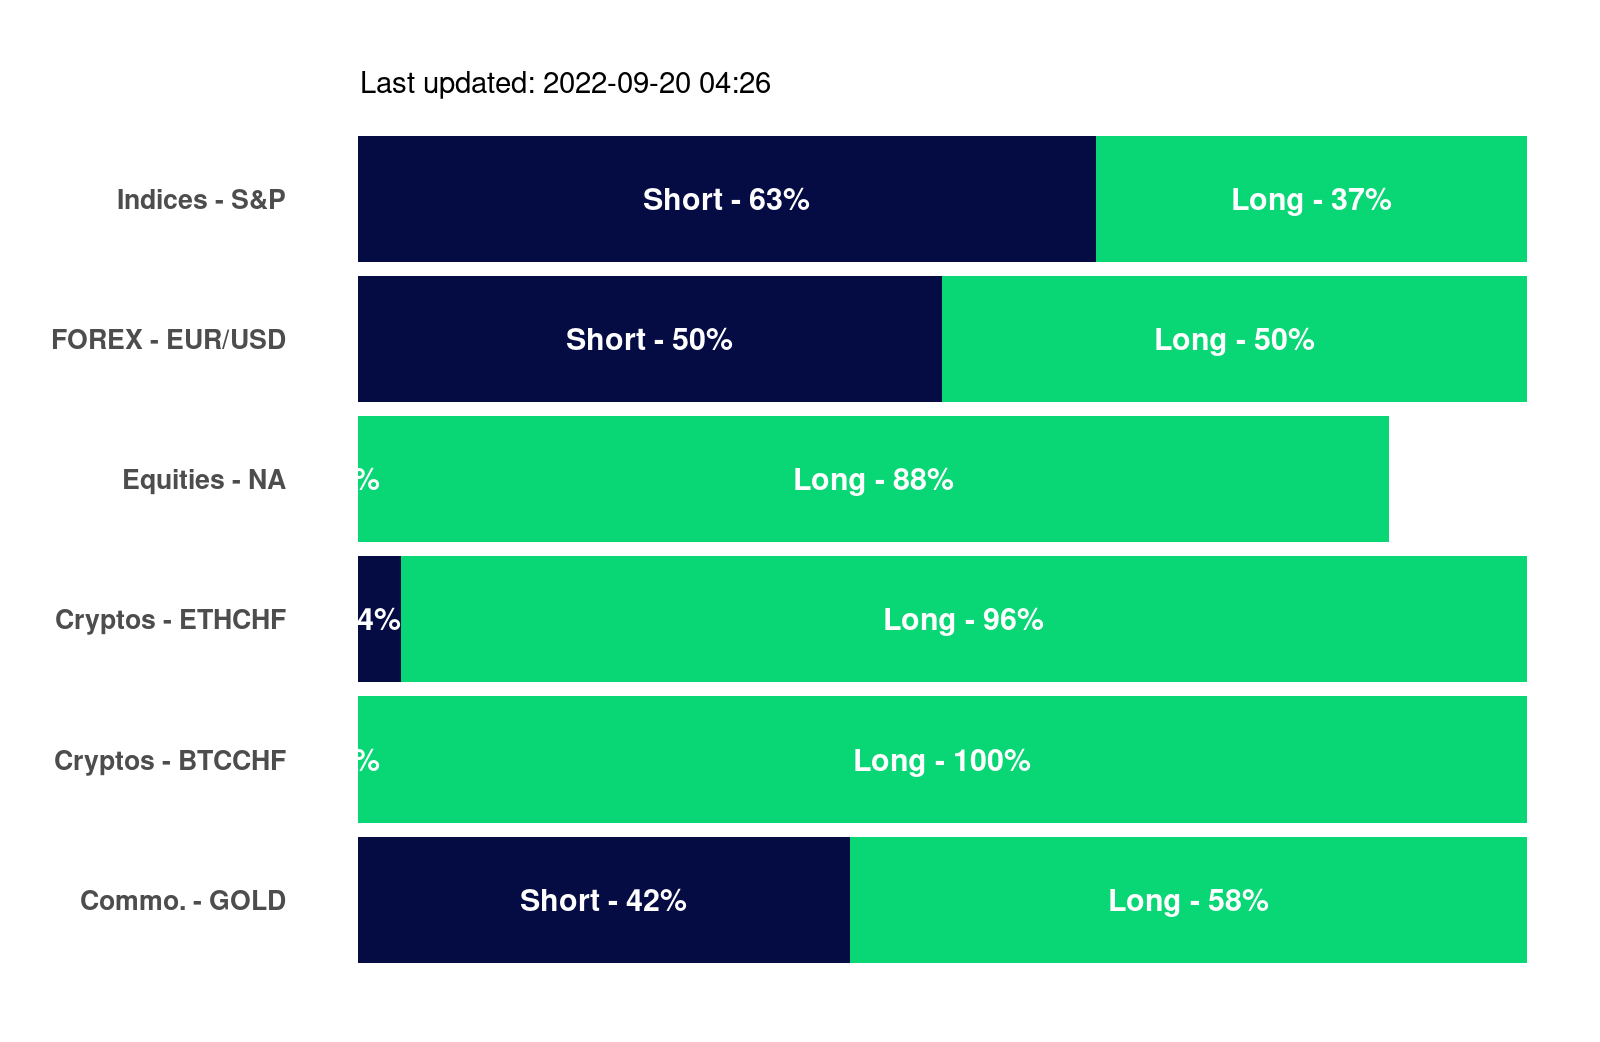 Last updated: 2022-09-20 04:26
Indices - S&P Short - 63% Long - 37%
FOREX - EUR/USD Short - 50% Long - 50%
Equities - NA % Long - 88%
Cryptos - ETHCHF 4% Long - 96%
Cryptos - BTCCHF % Long - 100%
Commo. - GOLD Short - 42% Long - 58%